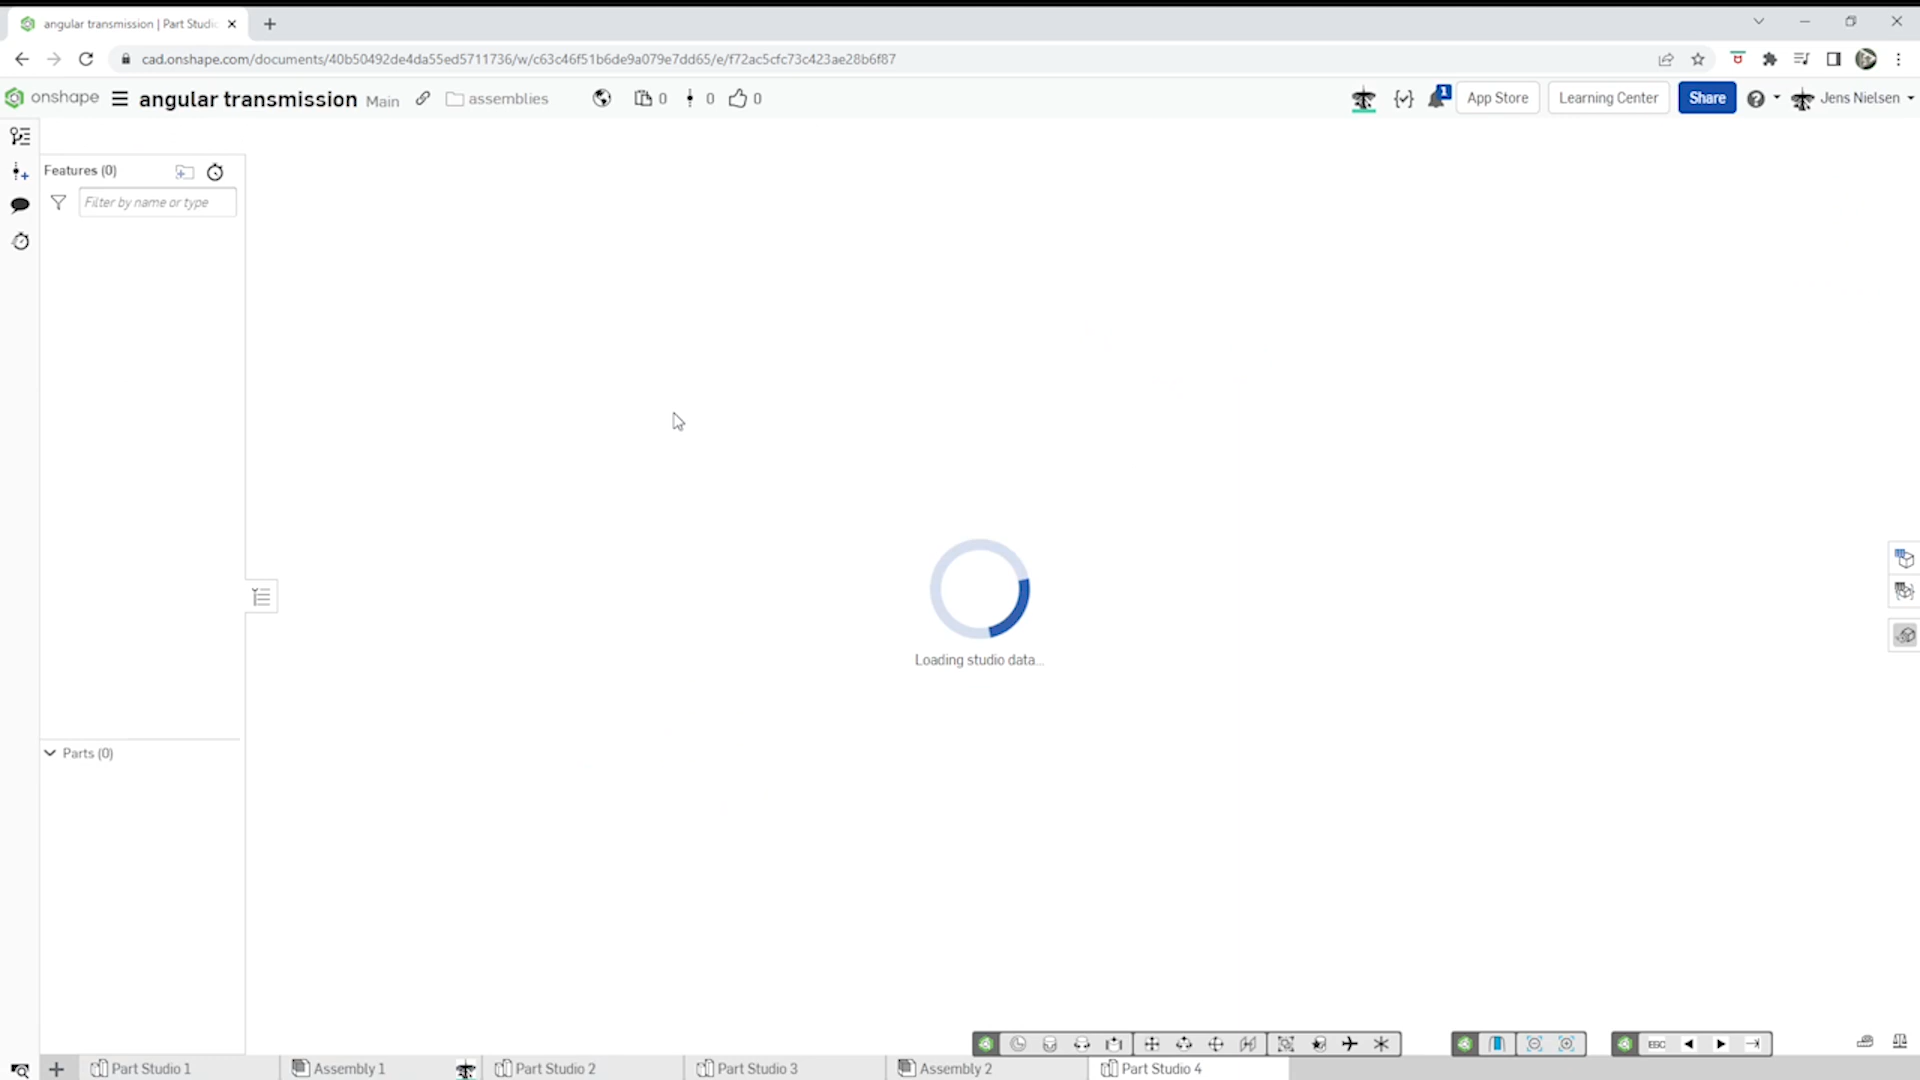 angular transmission | Part Studio
cad.onshape.com/documents/40b50492de4da55ed5711736/w/c63c46f51b6de9a079e7dd65/e/f72ac5cfc73c423ae28b6f87
onshape angular transmission Main assemblies 0 0 0 1 App Store Learning Center Share Jens Nielsen
Features (0)
Filter by name or type
Loading studio data...
Parts (0)
ESC
Part Studio 1 Assembly 1 Part Studio 2 Part Studio 3 Assembly 2 Part Studio 4